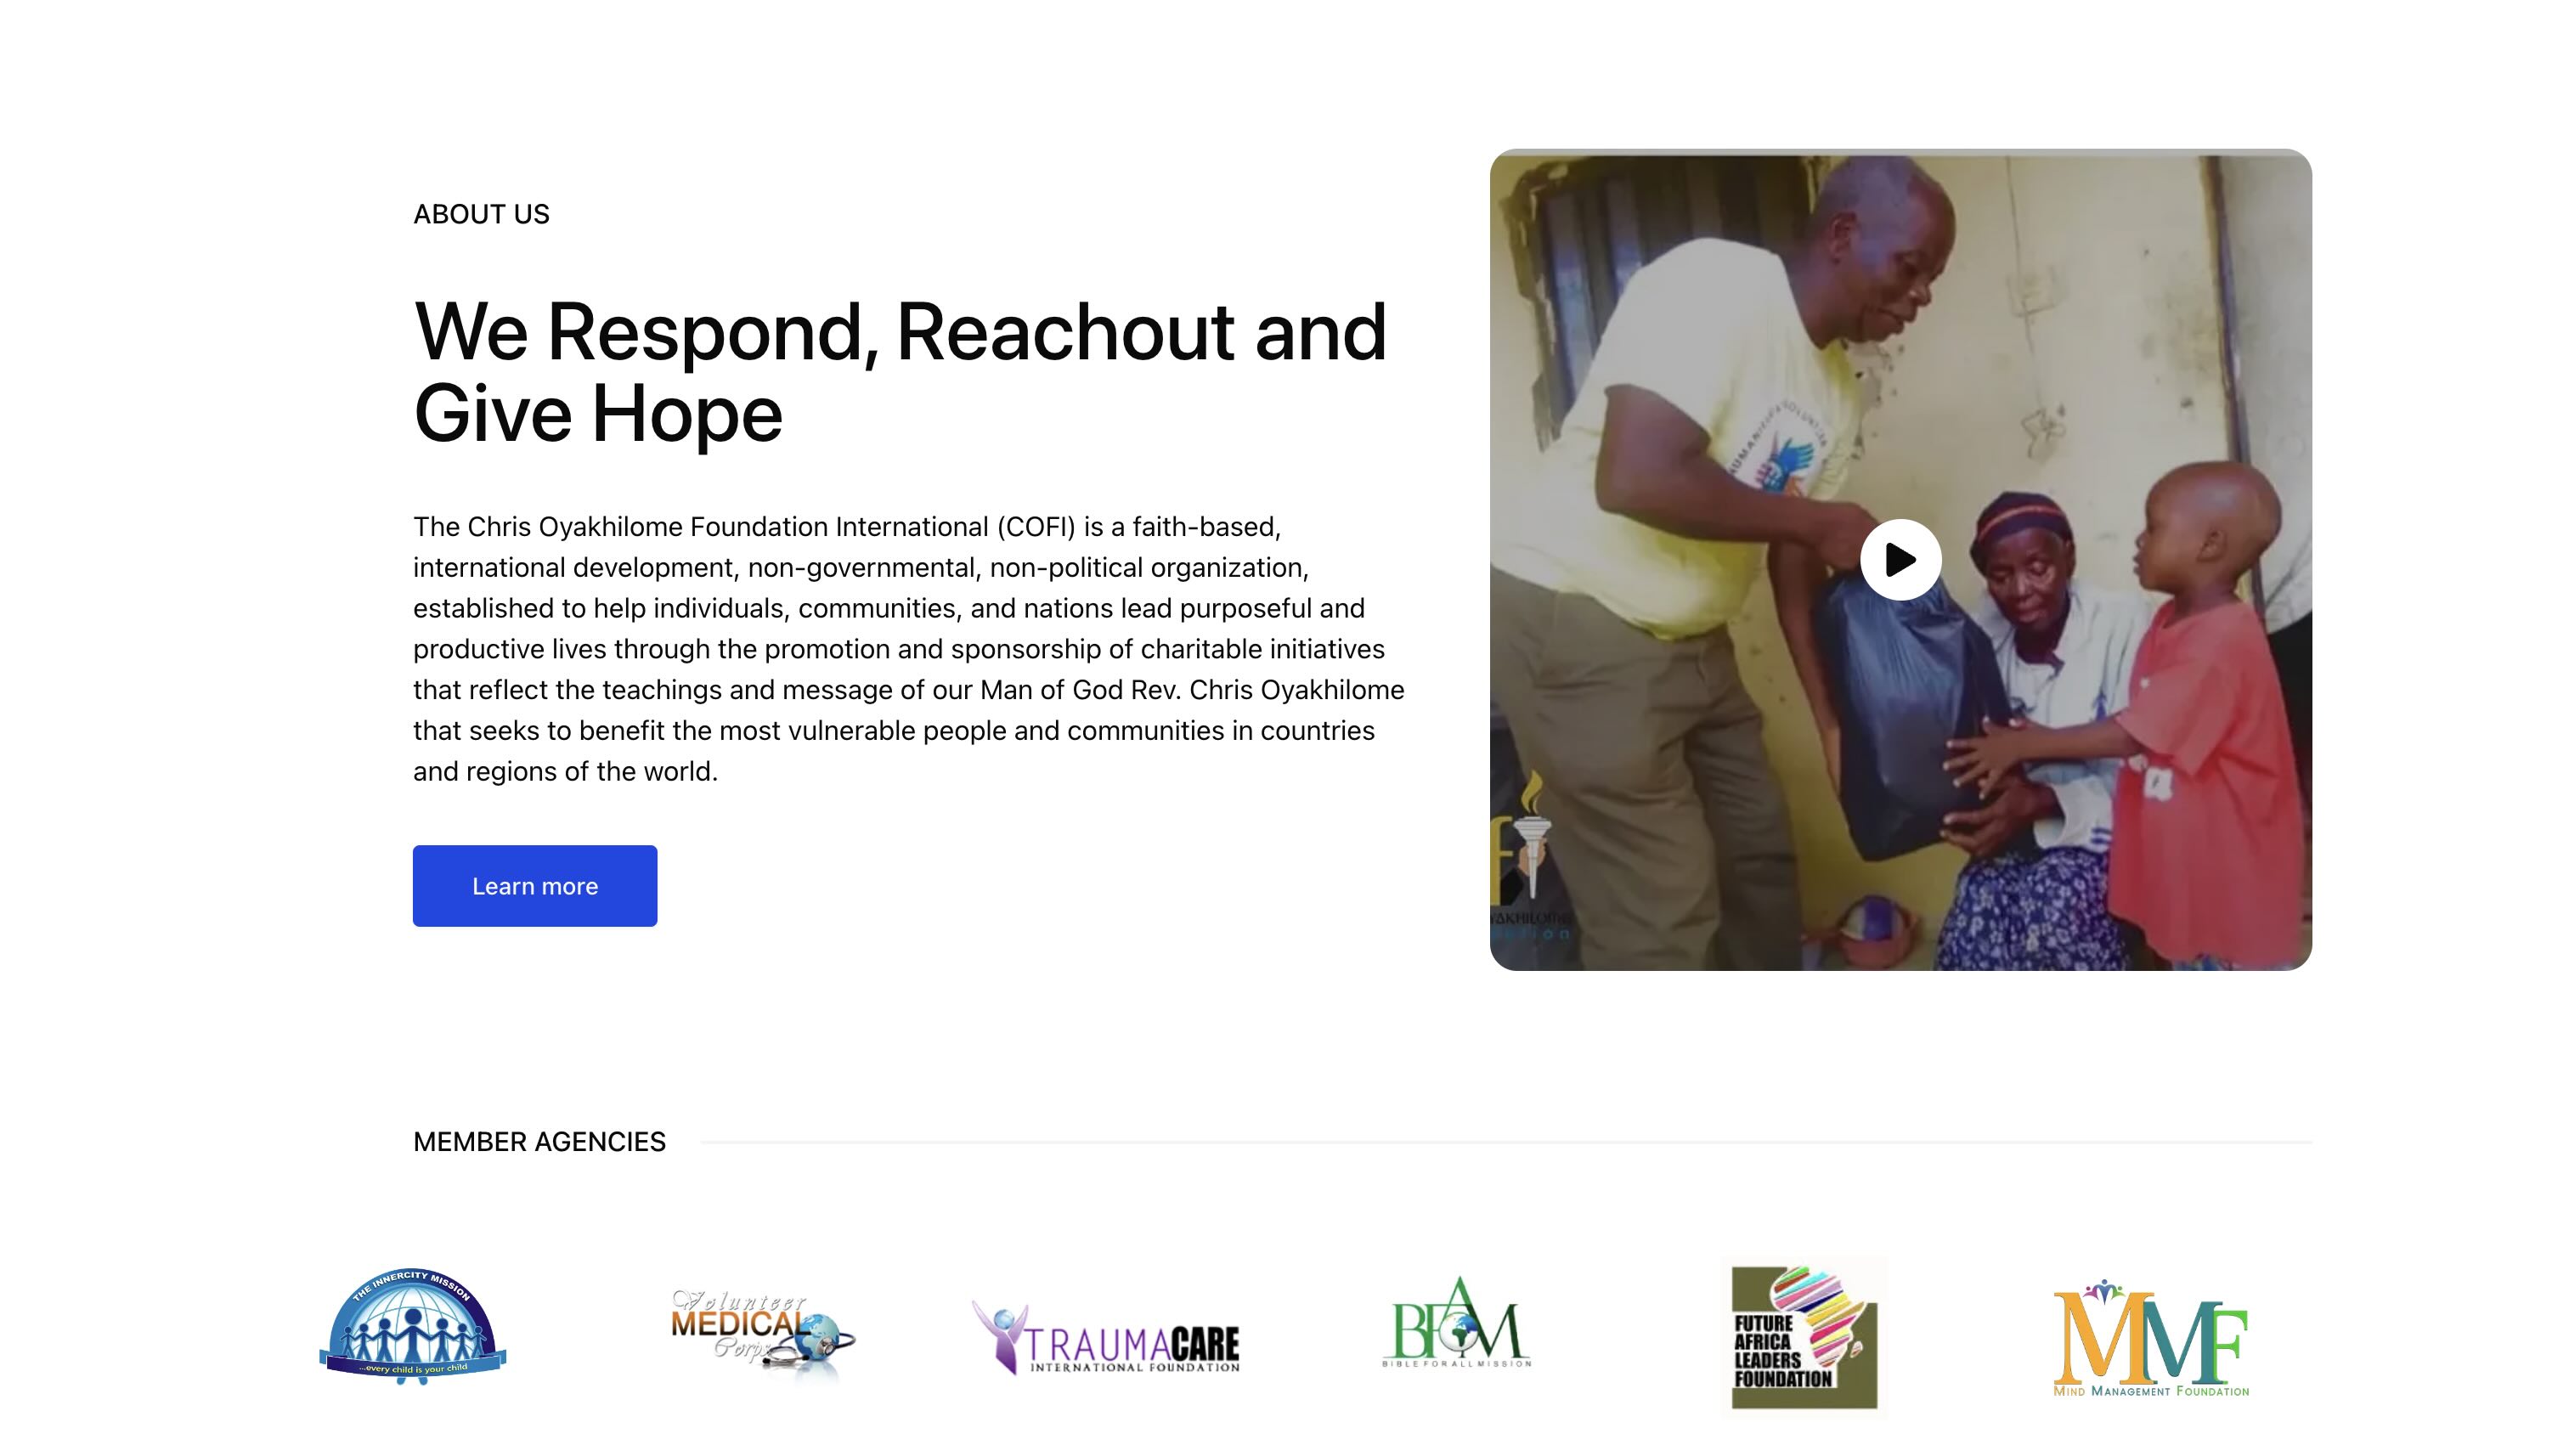 ABOUT US
We Respond, Reachout and
Give Hope
The Chris Oyakhilome Foundation International (COFI) is a faith-based,
international development, non-governmental, non-political organization,
established to help individuals, communities, and nations lead purposeful and
productive lives through the promotion and sponsorship of charitable initiatives
that reflect the teachings and message of our Man of God Rev. Chris Oyakhilome
that seeks to benefit the most vulnerable people and communities in countries
and regions of the world.
Learn more
MEMBER AGENCIES
THE INNERCITY MISSION
...every child is your child
Volunteer
MEDICAL
Corps
TRAUMACARE
INTERNATIONAL FOUNDATION
BFAM
BIBLE FOR ALL MISSION
FUTURE
AFRICA
LEADERS
FOUNDATION
MMF
MIND MANAGEMENT FOUNDATION